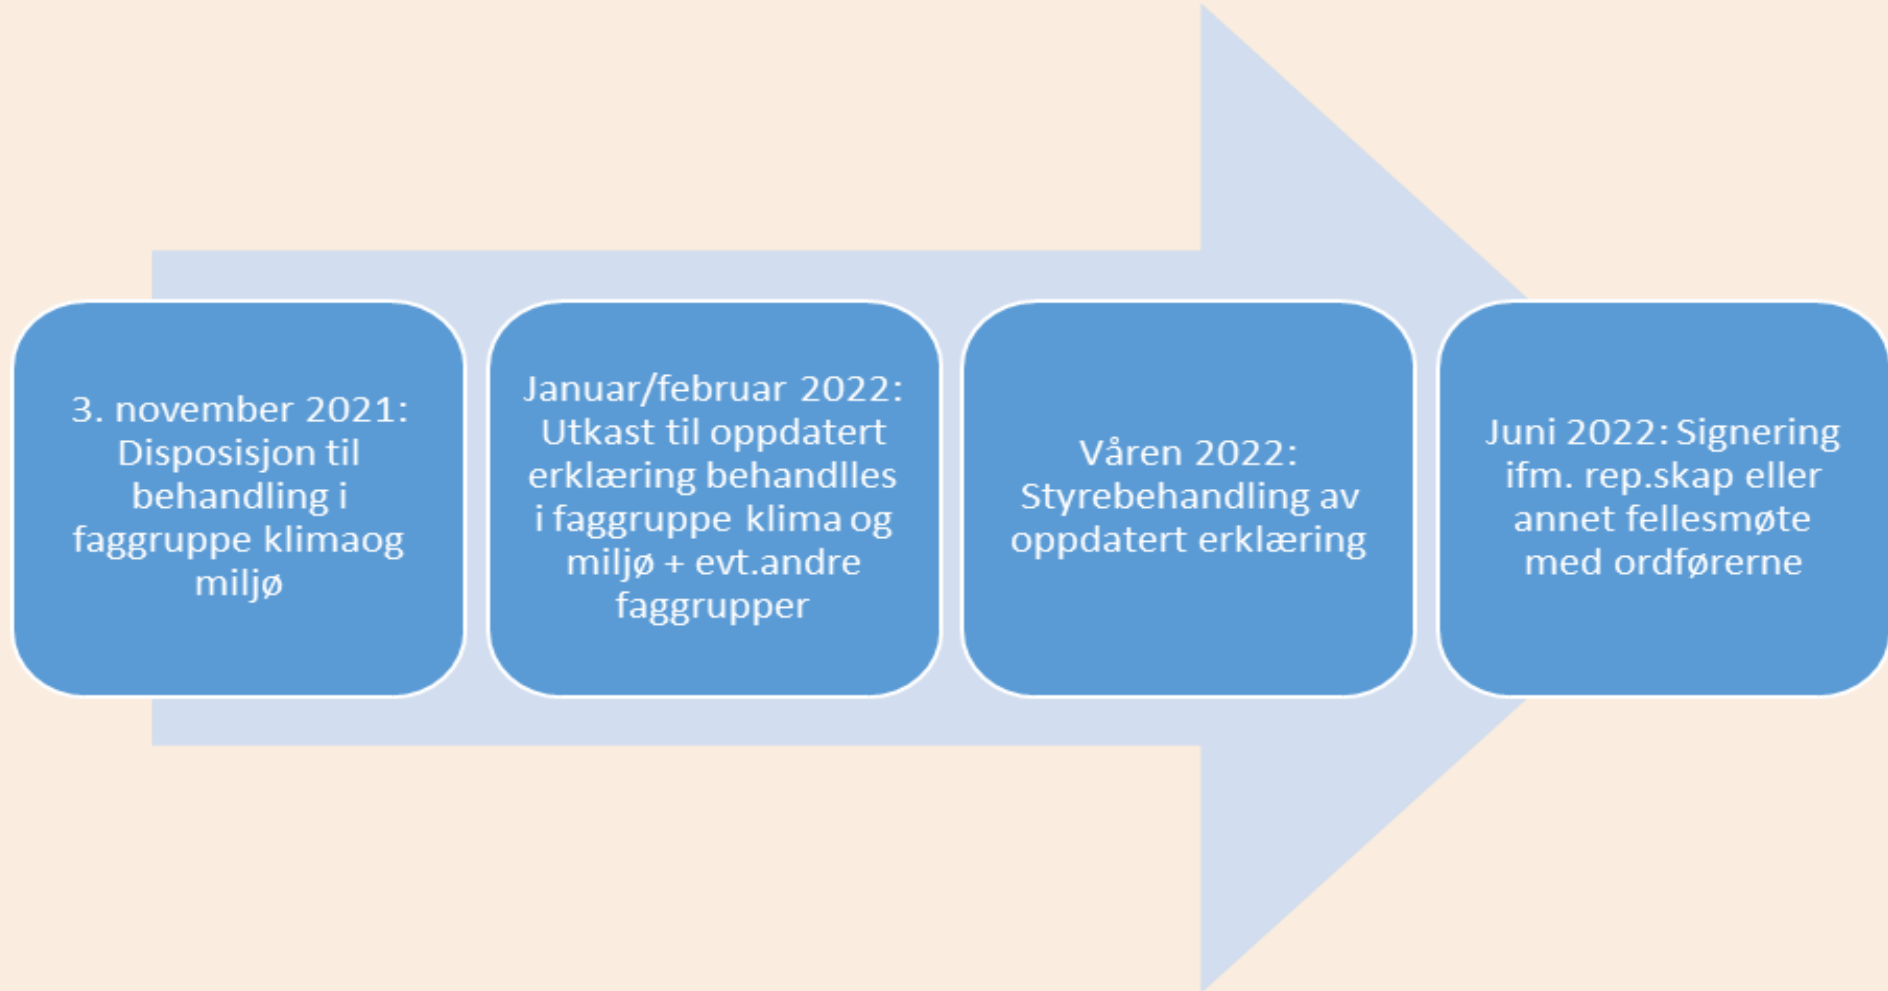 3. november 2021:
Disposisjon til
behandling i
faggruppe klimaog
miljø
Januar/februar 2022:
Utkast til oppdatert
erklæring behandlles
i faggruppe klima og
miljø + evt.andre
faggrupper
Våren 2022:
Styrebehandling av
oppdatert erklæring
Juni 2022: Signering
ifm. rep.skap eller
annet fellesmøte
med ordførerne